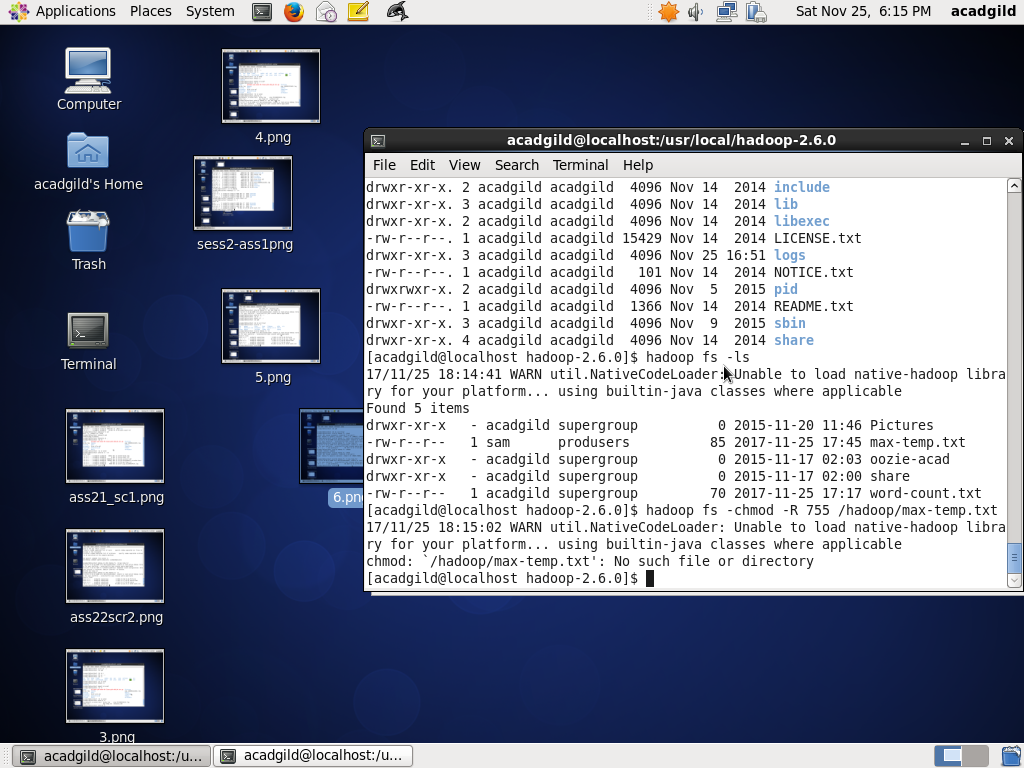 Applications Places System Sat Nov 25, 6:15 PM acadgild
Computer
acadgild's Home
Trash
Terminal
ass21_sc1.png
ass22scr2.png
3.png
4.png
sess2-ass1png
5.png
6.pn
acadgild@localhost:/usr/local/hadoop-2.6.0
File Edit View Search Terminal Help
drwxr-xr-x. 2 acadgild acadgild  4096 Nov 14  2014 include
drwxr-xr-x. 3 acadgild acadgild  4096 Nov 14  2014 lib
drwxr-xr-x. 2 acadgild acadgild  4096 Nov 14  2014 libexec
-rw-r--r--. 1 acadgild acadgild 15429 Nov 14  2014 LICENSE.txt
drwxr-xr-x. 3 acadgild acadgild  4096 Nov 25 16:51 logs
-rw-r--r--. 1 acadgild acadgild   101 Nov 14  2014 NOTICE.txt
drwxrwxr-x. 2 acadgild acadgild  4096 Nov  5  2015 pid
-rw-r--r--. 1 acadgild acadgild  1366 Nov 14  2014 README.txt
drwxr-xr-x. 3 acadgild acadgild  4096 Nov  9  2015 sbin
drwxr-xr-x. 4 acadgild acadgild  4096 Nov 14  2014 share
[acadgild@localhost hadoop-2.6.0]$ hadoop fs -ls
17/11/25 18:14:41 WARN util.NativeCodeLoader: Unable to load native-hadoop libra
ry for your platform... using builtin-java classes where applicable
Found 5 items
drwxr-xr-x   - acadgild supergroup          0 2015-11-20 11:46 Pictures
-rw-r--r--   1 sam      produsers          85 2017-11-25 17:45 max-temp.txt
drwxr-xr-x   - acadgild supergroup          0 2015-11-17 02:03 oozie-acad
drwxr-xr-x   - acadgild supergroup          0 2015-11-17 02:00 share
-rw-r--r--   1 acadgild supergroup         70 2017-11-25 17:17 word-count.txt
[acadgild@localhost hadoop-2.6.0]$ hadoop fs -chmod -R 755 /hadoop/max-temp.txt
17/11/25 18:15:02 WARN util.NativeCodeLoader: Unable to load native-hadoop libra
ry for your platform... using builtin-java classes where applicable
chmod: `/hadoop/max-temp.txt': No such file or directory
[acadgild@localhost hadoop-2.6.0]$
acadgild@localhost:/u... acadgild@localhost:/u...